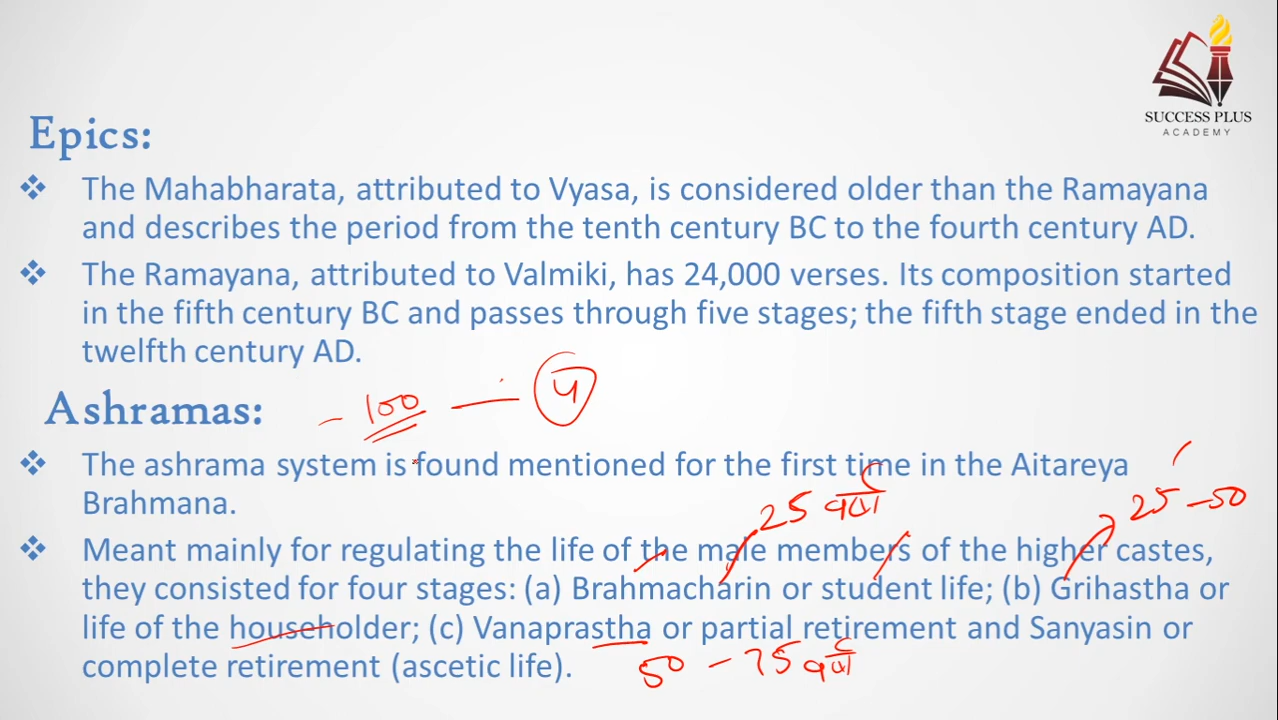 SUCCESS PLUS
ACADEMY
Epics:
❖ The Mahabharata, attributed to Vyasa, is considered older than the Ramayana
and describes the period from the tenth century BC to the fourth century AD.
❖ The Ramayana, attributed to Valmiki, has 24,000 verses. Its composition started
in the fifth century BC and passes through five stages; the fifth stage ended in the
twelfth century AD.
- 100 — 4
Ashramas:
❖ The ashrama system is found mentioned for the first time in the Aitareya
Brahmana.
25 वर्ष
25 - 50
❖ Meant mainly for regulating the life of the male members of the higher castes,
they consisted for four stages: (a) Brahmacharin or student life; (b) Grihastha or
life of the householder; (c) Vanaprastha or partial retirement and Sanyasin or
complete retirement (ascetic life).
50 - 75 वर्ष